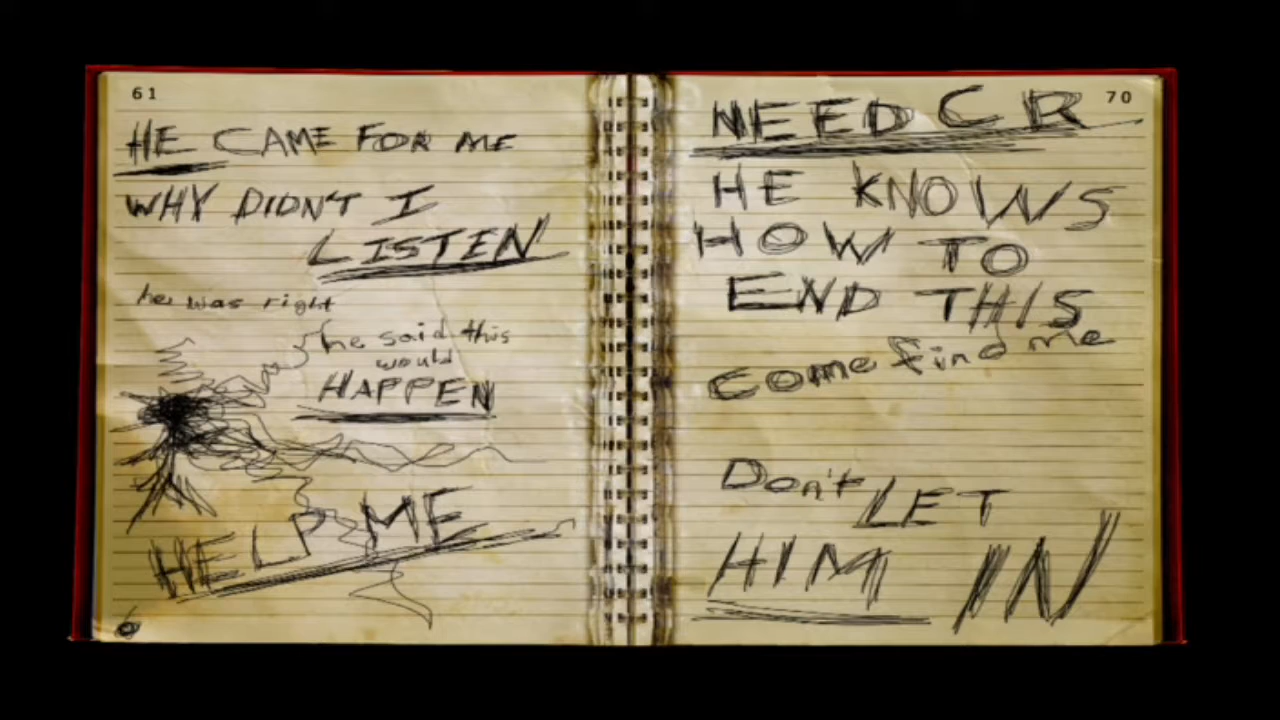 61
HE CAME FOR ME
WHY DIDN'T I
LISTEN
he was right
he said this
would
HAPPEN
HELP ME
70
NEED CR
HE KNOWS
HOW TO
END THIS
come find me
Don't LET
HIM IN